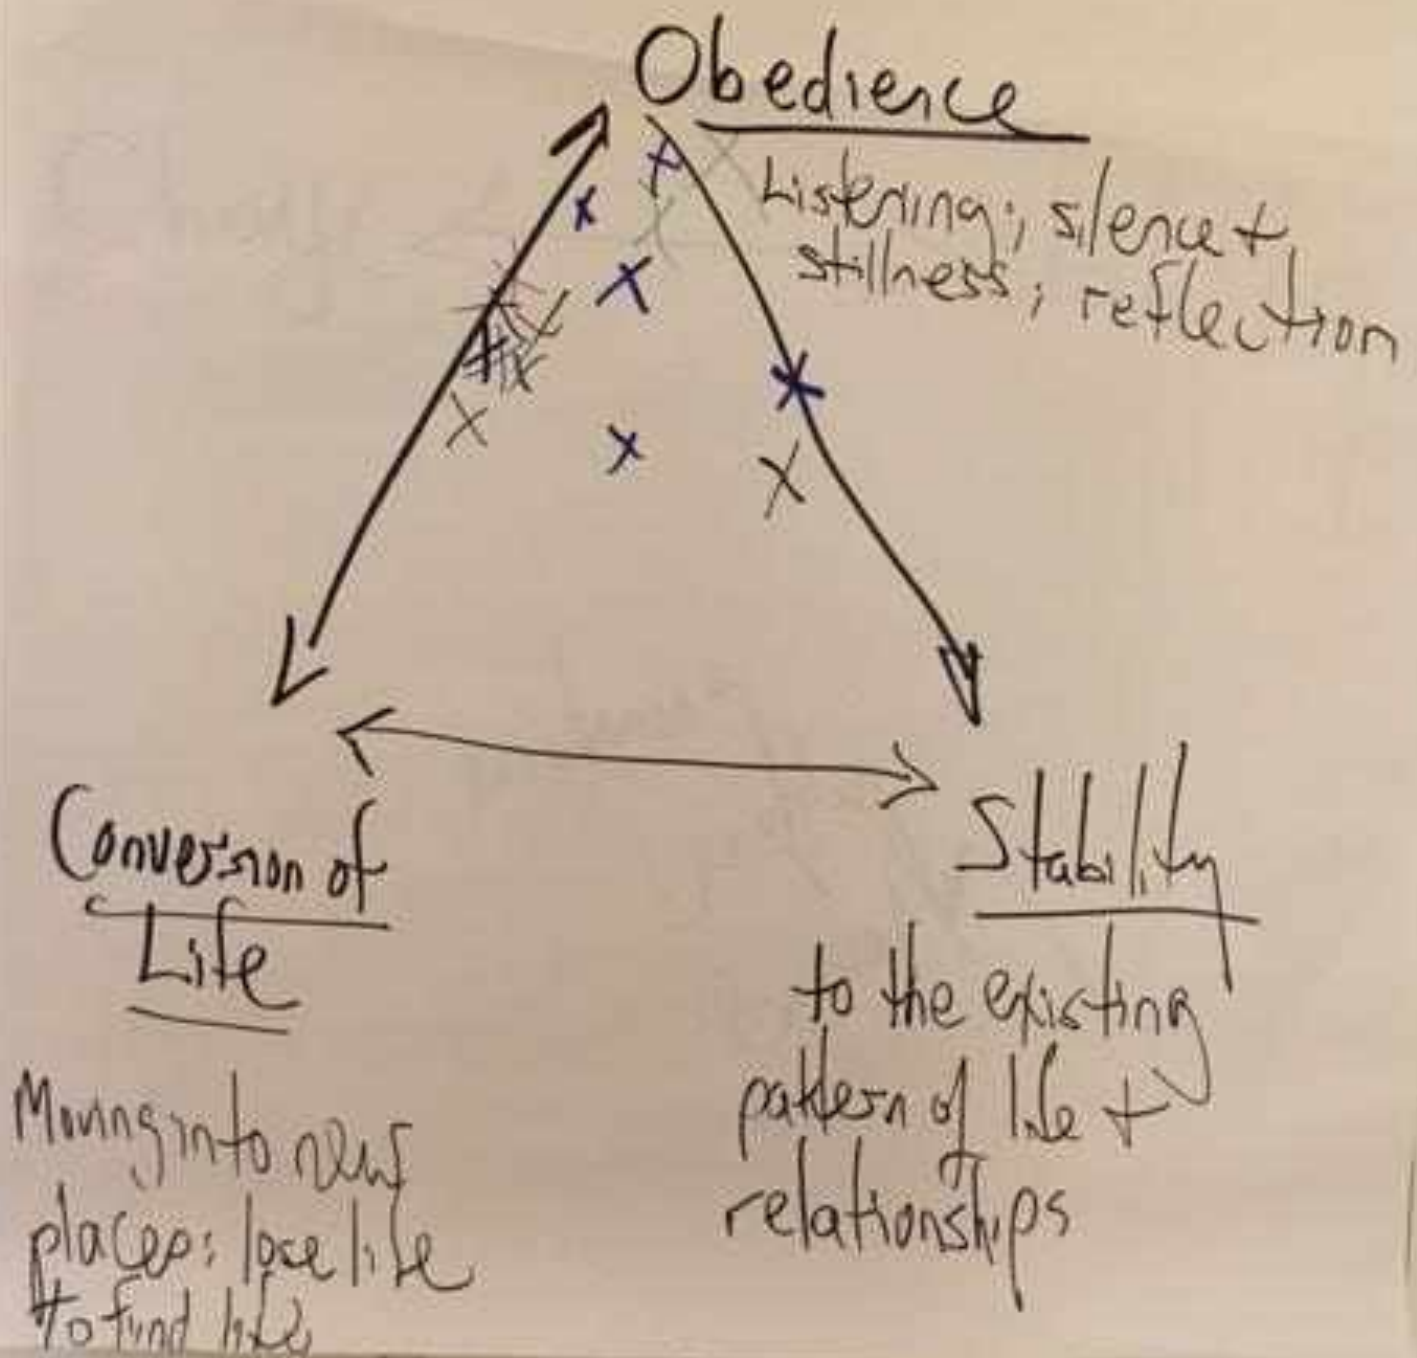 Obedience
Listening; silence +
stillness; reflection
Conversion of
Life
Moving into new
places: lose life
to find life
Stability
to the existing
pattern of life +
relationships